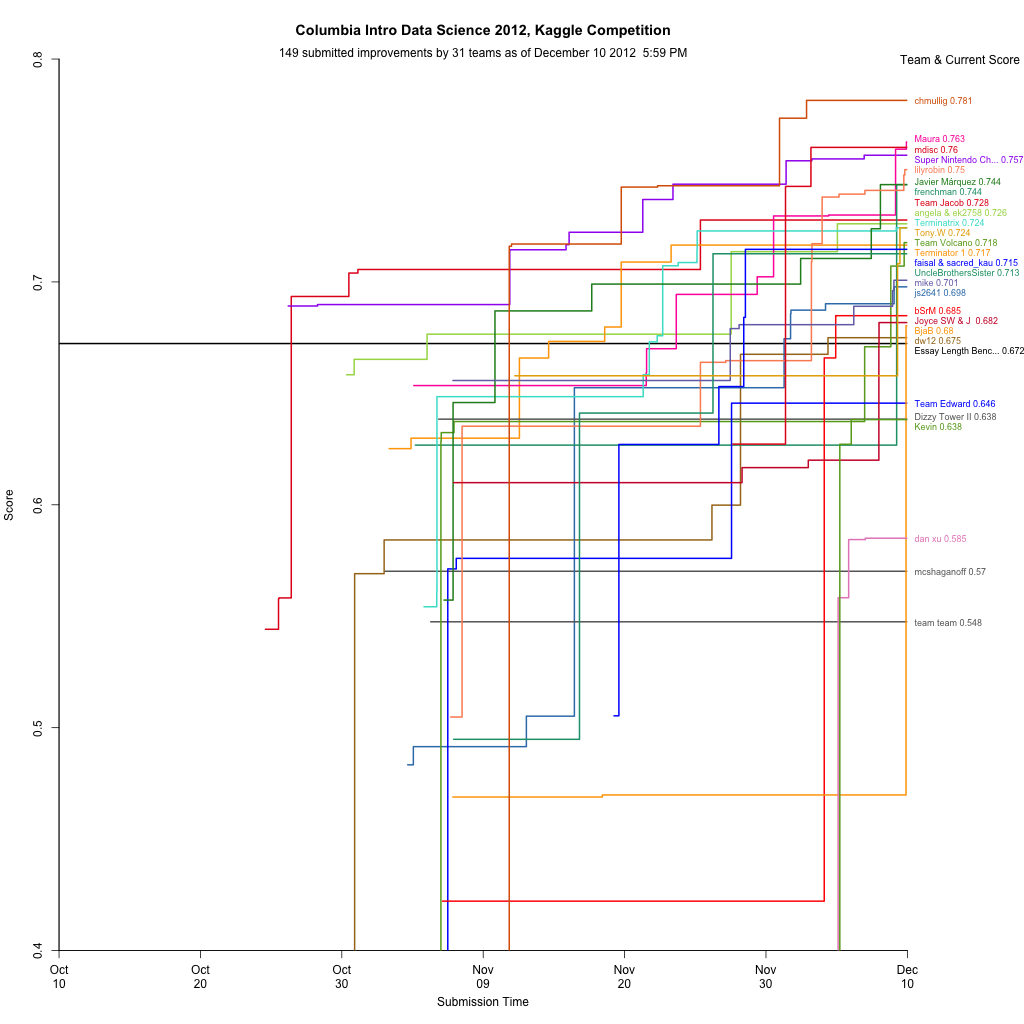 Columbia Intro Data Science 2012, Kaggle Competition
149 submitted improvements by 31 teams as of December 10 2012 5:59 PM
Team & Current Score
0.8
0.7
0.6
0.5
0.4
Score
chmullig 0.781
Maura 0.763
mdisc 0.76
Super Nintendo Ch... 0.757
lilyrobin 0.75
Javier Márquez 0.744
frenchman 0.744
Team Jacob 0.728
angela & ek2758 0.726
Terminatrix 0.724
Tony.W 0.724
Team Volcano 0.718
Terminator 1 0.717
faisal & sacred_kau 0.715
UncleBrothersSister 0.713
mike 0.701
js2641 0.698
bSrM 0.685
Joyce SW & J 0.682
BjaB 0.68
dw12 0.675
Essay Length Benc... 0.672
Team Edward 0.646
Dizzy Tower II 0.638
Kevin 0.638
dan xu 0.585
mcshaganoff 0.57
team team 0.548
Oct 10
Oct 20
Oct 30
Nov 09
Nov 20
Nov 30
Dec 10
Submission Time